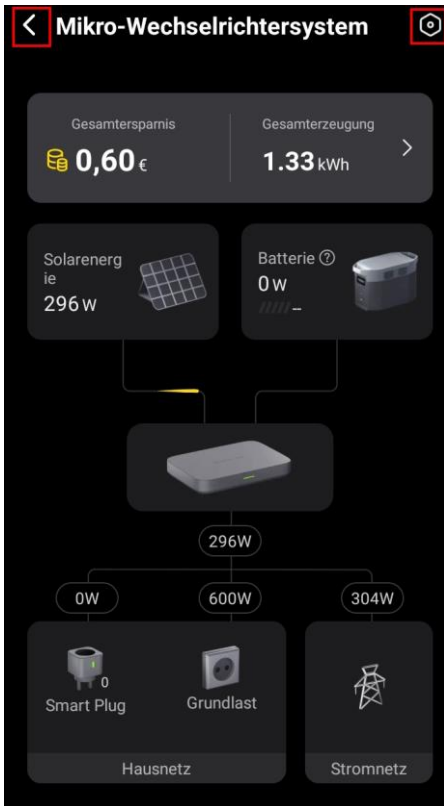 Mikro-Wechselrichtersystem
Gesamtersparnis
0,60 €
Gesamterzeugung
1.33 kWh
Solarenerg
ie
296 W
Batterie ?
0 W
--
296W
0W
600W
304W
0
Smart Plug
Grundlast
Hausnetz
Stromnetz